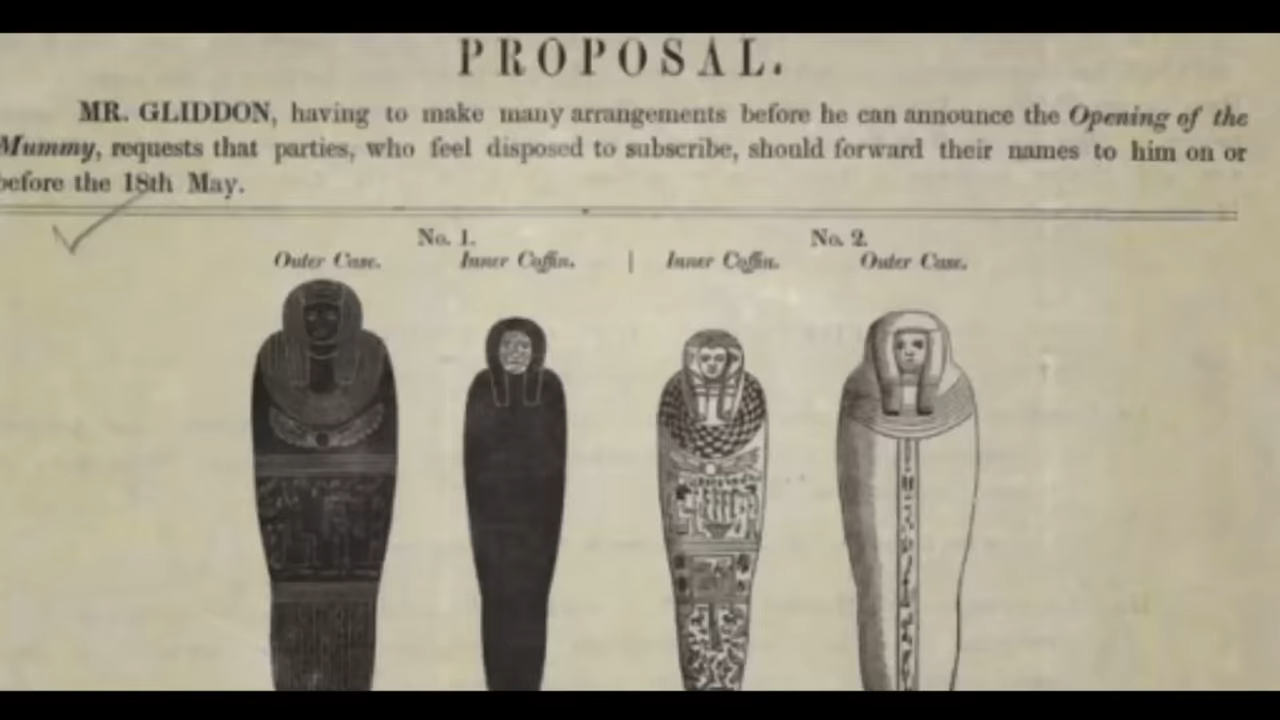 PROPOSAL.
MR. GLIDDON, having to make many arrangements before he can announce the Opening of the
Mummy, requests that parties, who feel disposed to subscribe, should forward their names to him on or
before the 18th May.
No. 1. No. 2.
Outer Case. Inner Coffin. | Inner Coffin. Outer Case.